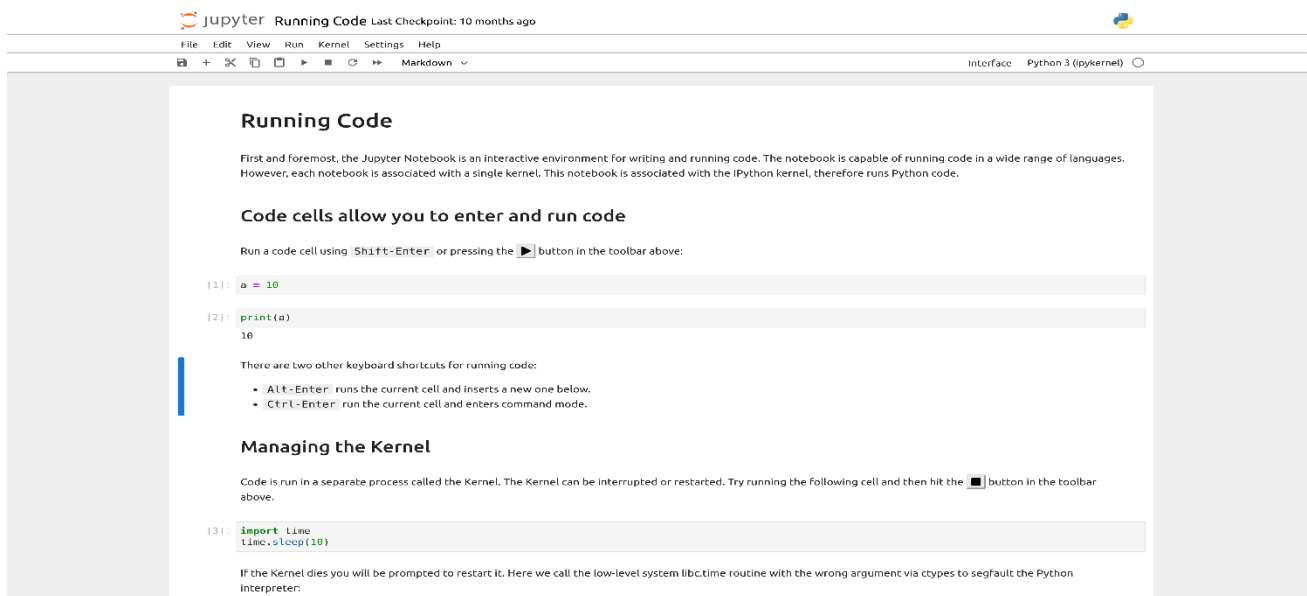 jupyter Running Code Last Checkpoint: 10 months ago
File Edit View Run Kernel Settings Help
Markdown Interface Python 3 (ipykernel)
Running Code
First and foremost, the Jupyter Notebook is an interactive environment for writing and running code. The notebook is capable of running code in a wide range of languages.
However, each notebook is associated with a single kernel. This notebook is associated with the IPython kernel, therefore runs Python code.
Code cells allow you to enter and run code
Run a code cell using Shift-Enter or pressing the button in the toolbar above:
[1]: a = 10
[2]: print(a)
10
There are two other keyboard shortcuts for running code:
• Alt-Enter runs the current cell and inserts a new one below.
• Ctrl-Enter run the current cell and enters command mode.
Managing the Kernel
Code is run in a separate process called the Kernel. The Kernel can be interrupted or restarted. Try running the following cell and then hit the button in the toolbar
above.
[3]: import time
time.sleep(10)
If the Kernel dies you will be prompted to restart it. Here we call the low-level system libc.time routine with the wrong argument via ctypes to segfault the Python
interpreter: